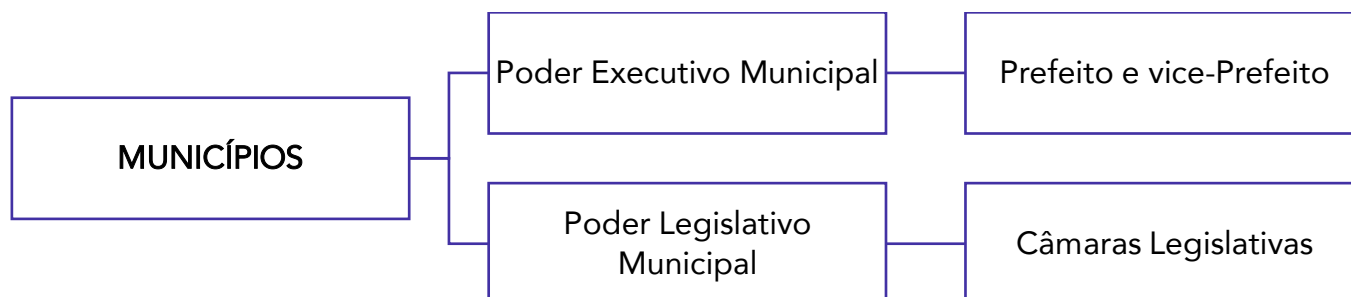 MUNICÍPIOS
Poder Executivo Municipal
Prefeito e vice-Prefeito
Poder Legislativo
Municipal
Câmaras Legislativas